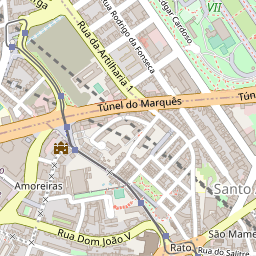 ga
Rua da Artilharia 1
Rua Rodrigo da Fonseca
dgar Cardoso
VII
Túnel do Marquês
Tún
Amoreiras
Santo
Rua Dom João V
Rato
São Mame
Rua do Salitre